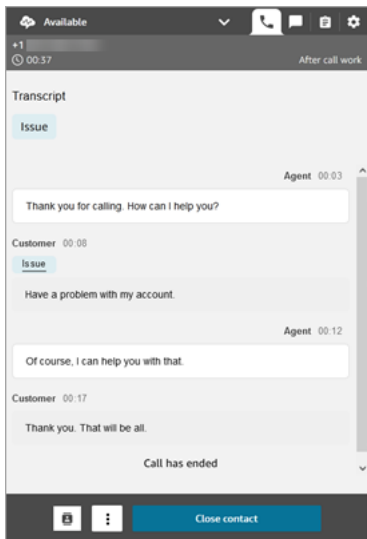 Available
+1
00:37
After call work
Transcript
Issue
Agent 00:03
Thank you for calling. How can I help you?
Customer 00:08
Issue
Have a problem with my account.
Agent 00:12
Of course, I can help you with that.
Customer 00:17
Thank you. That will be all.
Call has ended
Close contact